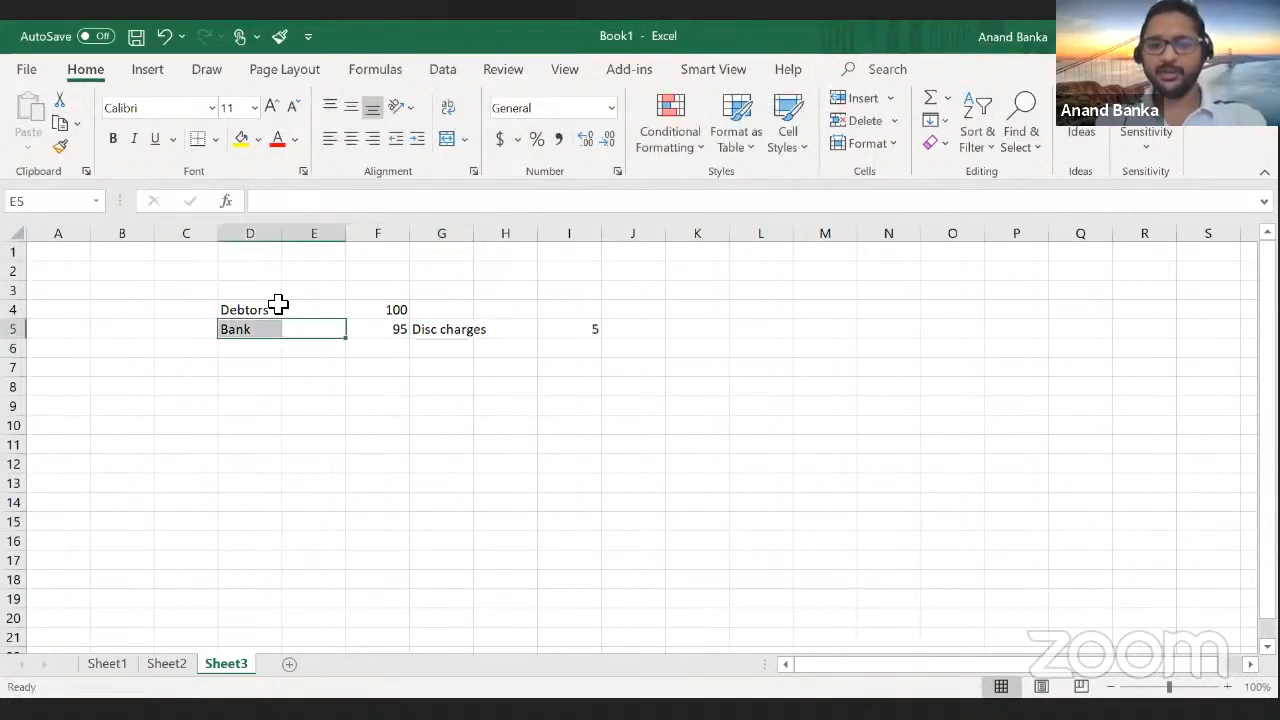 AutoSave Off Book1 - Excel Anand Banka
File Home Insert Draw Page Layout Formulas Data Review View Add-ins Smart View Help Search
Paste Calibri 11 General Conditional Formatting Format as Table Cell Styles Insert Delete Format Sort & Filter Find & Select Ideas Sensitivity
Anand Banka
Clipboard Font Alignment Number Styles Cells Editing Ideas Sensitivity
E5 fx
A B C D E F G H I J K L M N O P Q R S
1
2
3
4 Debtors 100
5 Bank 95 Disc charges 5
6
7
8
9
10
11
12
13
14
15
16
17
18
19
20
21
zoom
Sheet1 Sheet2 Sheet3
Ready 100%